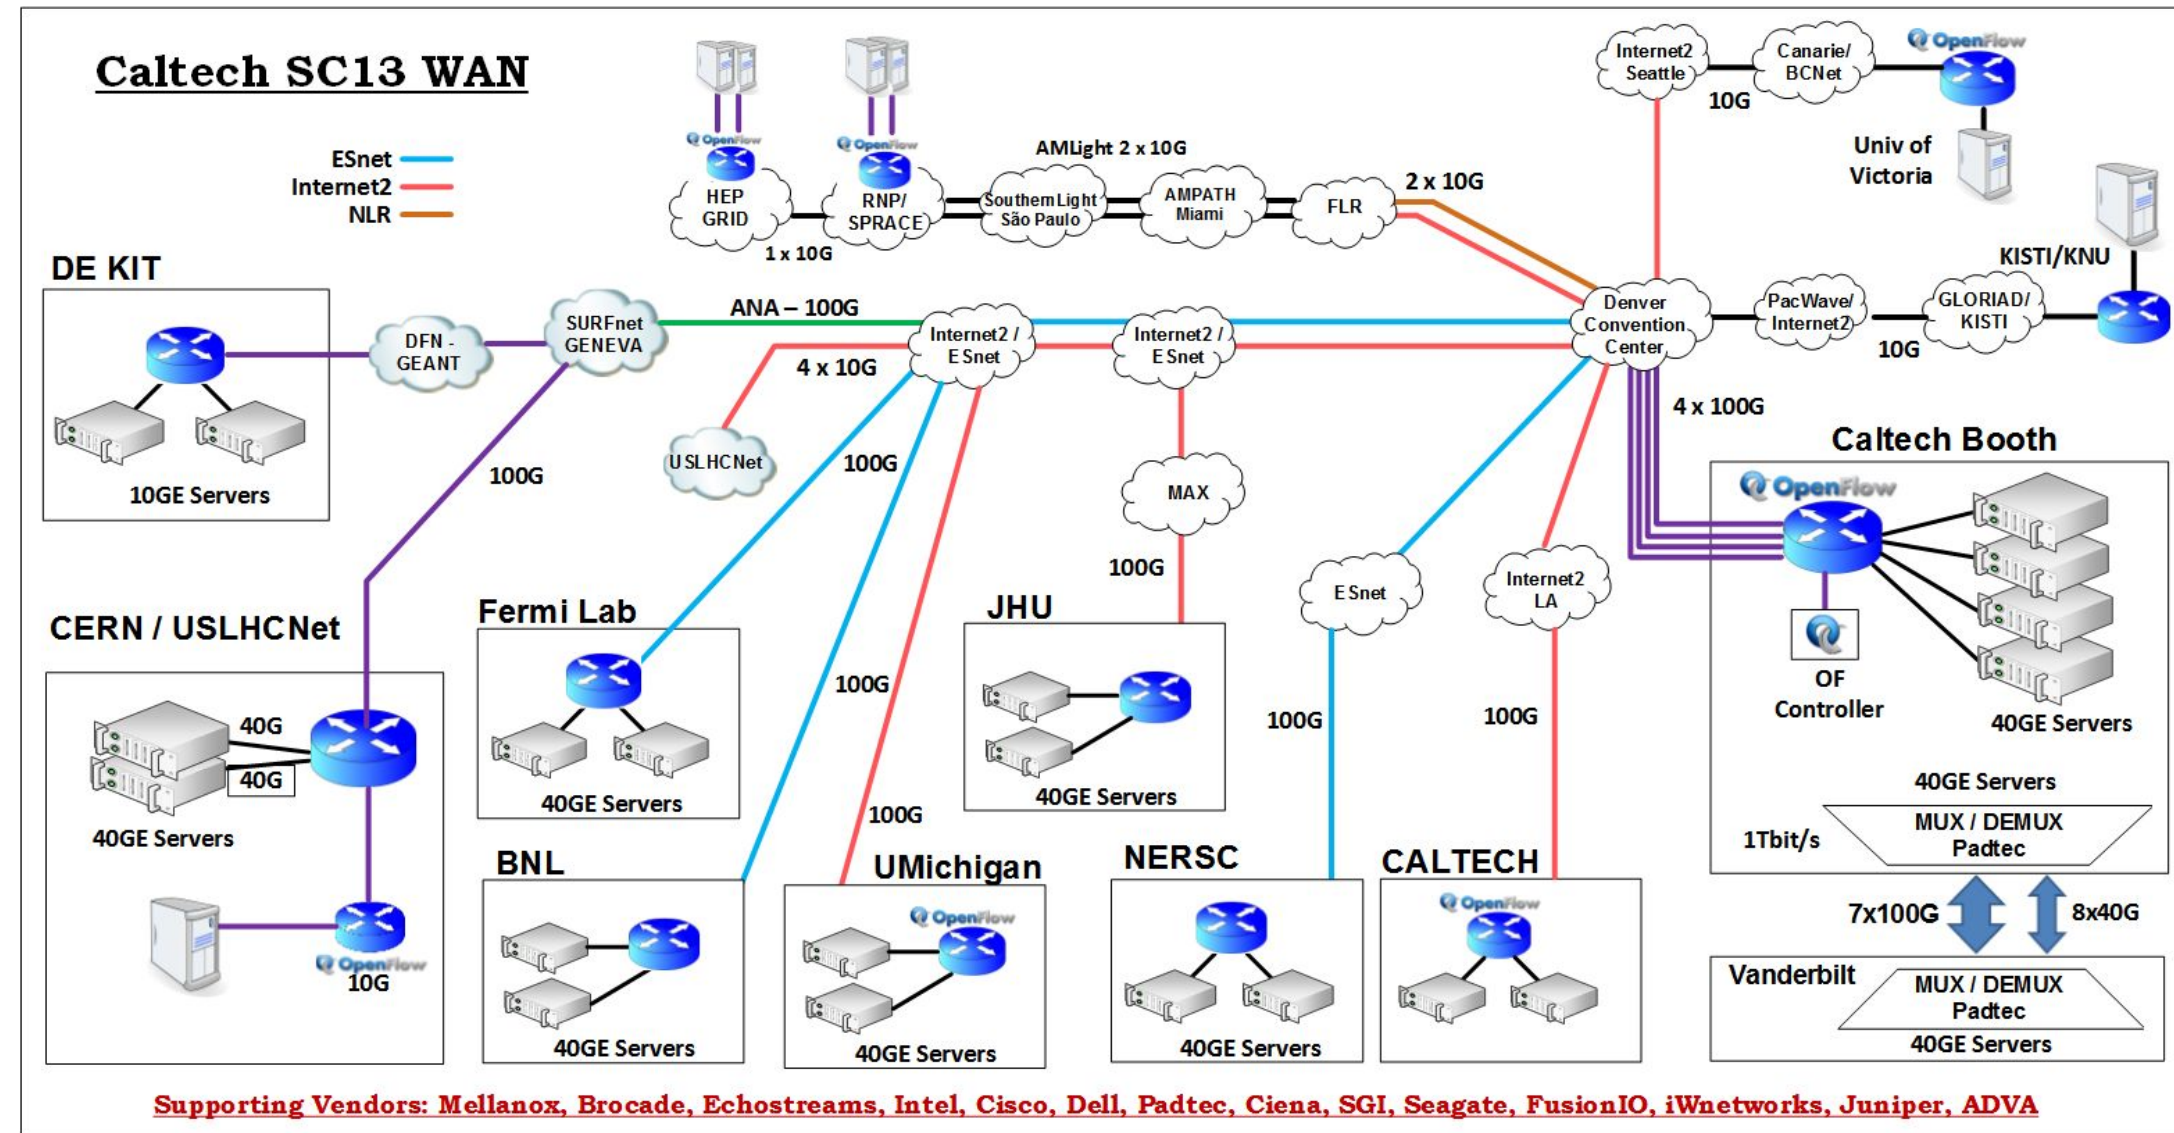 Caltech SC13 WAN
ESnet
Internet2
NLR
OpenFlow
HEP
GRID
1 x 10G
OpenFlow
RNP/
SPRACE
AMLight 2 x 10G
SouthernLight
São Paulo
AMPATH
Miami
FLR
2 x 10G
Internet2
Seattle
10G
Canarie/
BCNet
OpenFlow
Univ of
Victoria
KISTI/KNU
DE KIT
10GE Servers
DFN -
GEANT
SURFnet
GENEVA
ANA – 100G
4 x 10G
Internet2 /
ESnet
Internet2 /
ESnet
Denver
Convention
Center
PacWave/
Internet2
10G
GLORIAD/
KISTI
USLHCNet
100G
100G
100G
100G
100G
MAX
100G
4 x 100G
ESnet
100G
Internet2
LA
100G
Caltech Booth
OpenFlow
OF
Controller
40GE Servers
40GE Servers
1Tbit/s
MUX / DEMUX
Padtec
7x100G
8x40G
Vanderbilt
MUX / DEMUX
Padtec
40GE Servers
CERN / USLHCNet
40G
40G
40GE Servers
OpenFlow
10G
Fermi Lab
40GE Servers
JHU
40GE Servers
BNL
40GE Servers
UMichigan
OpenFlow
40GE Servers
NERSC
40GE Servers
CALTECH
OpenFlow
Supporting Vendors: Mellanox, Brocade, Echostreams, Intel, Cisco, Dell, Padtec, Ciena, SGI, Seagate, FusionIO, iWnetworks, Juniper, ADVA